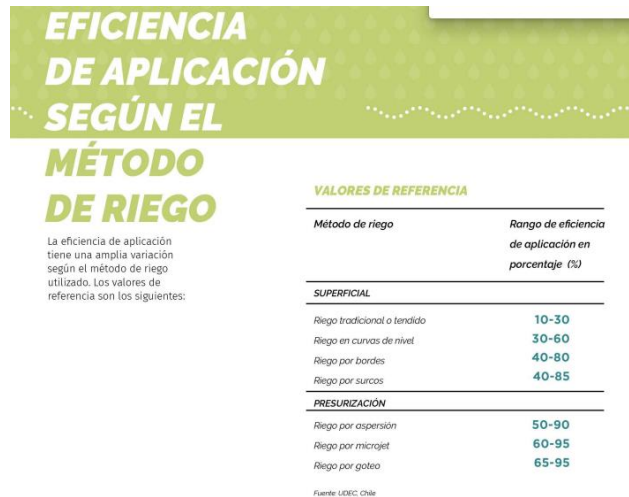 EFICIENCIA
DE APLICACIÓN
SEGÚN EL
MÉTODO
DE RIEGO
La eficiencia de aplicación
tiene una amplia variación
según el método de riego
utilizado. Los valores de
referencia son los siguientes:
VALORES DE REFERENCIA
Método de riego
Rango de eficiencia
de aplicación en
porcentaje (%)
SUPERFICIAL
Riego tradicional o tendido 10-30
Riego en curvas de nivel 30-60
Riego por bordes 40-80
Riego por surcos 40-85
PRESURIZACIÓN
Riego por aspersión 50-90
Riego por microjet 60-95
Riego por goteo 65-95
Fuente: UDEC, Chile